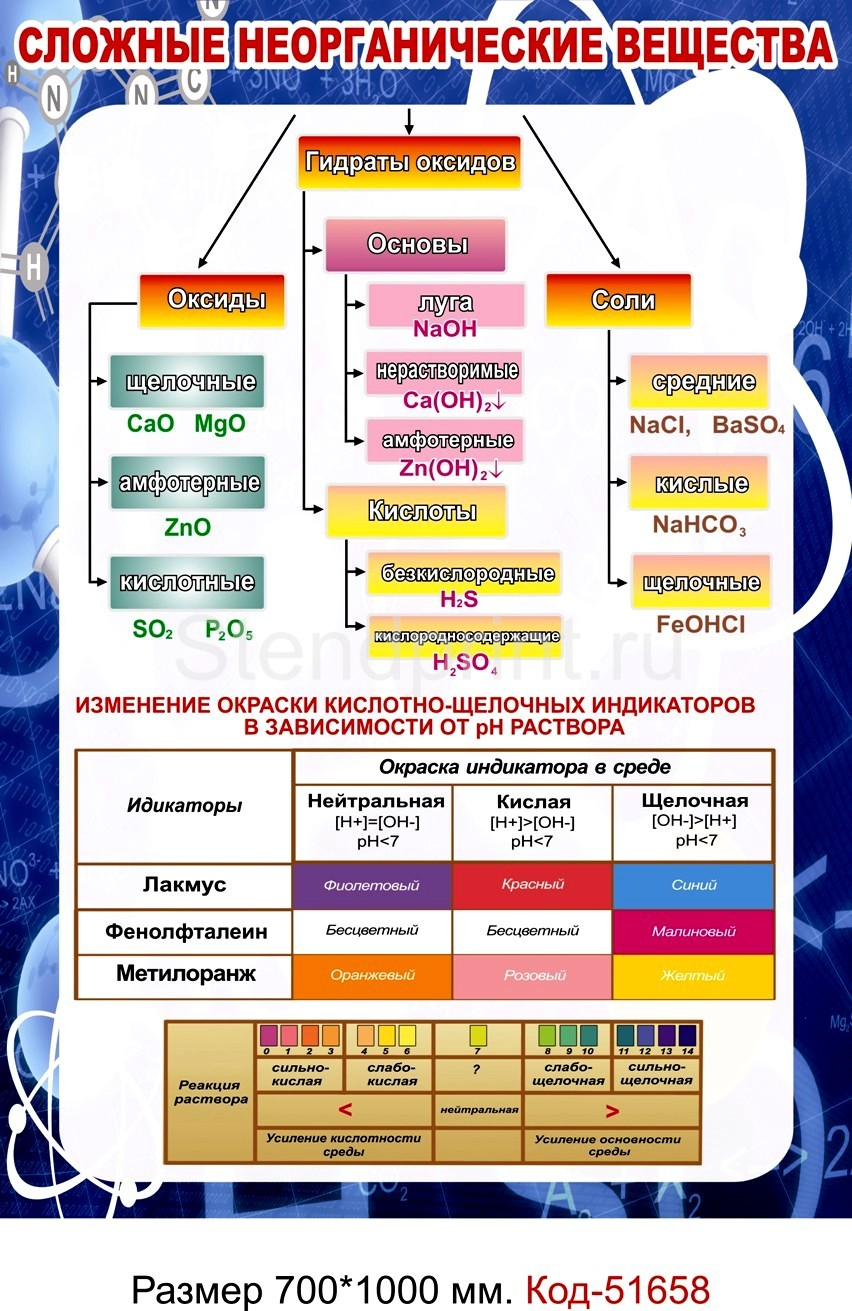 СЛОЖНЫЕ НЕОРГАНИЧЕСКИЕ ВЕЩЕСТВА
Гидраты оксидов
Основы
Оксиды
луга
NaOH
Соли
щелочные
CaO MgO
нерастворимые
Ca(OH)₂↓
средние
NaCl, BaSO₄
амфотерные
ZnO
амфотерные
Zn(OH)₂↓
кислые
NaHCO₃
Кислоты
кислотные
SO₂ P₂O₅
безкислородные
H₂S
щелочные
FeOHCl
кислородносодержащие
H₂SO₄
Stendprint.ru
ИЗМЕНЕНИЕ ОКРАСКИ КИСЛОТНО-ЩЕЛОЧНЫХ ИНДИКАТОРОВ
В ЗАВИСИМОСТИ ОТ pH РАСТВОРА
Идикаторы
Окраска индикатора в среде
Нейтральная Кислая Щелочная
[H+]=[OH-] [H+]>[OH-] [OH->[H+]
pH<7 pH<7 pH<7
Лакмус Фиолетовый Красный Синий
Фенолфталеин Бесцветный Бесцветный Малиновый
Метилоранж Оранжевый Розовый Желтый
0 1 2 3 4 5 6 7 8 9 10 11 12 13 14
Реакция
раствора
сильно-
кислая
слабо-
кислая
?
слабо-
щелочная
сильно-
щелочная
< нейтральная >
Усиление кислотности
среды
Усиление основности
среды
Размер 700*1000 мм. Код-51658